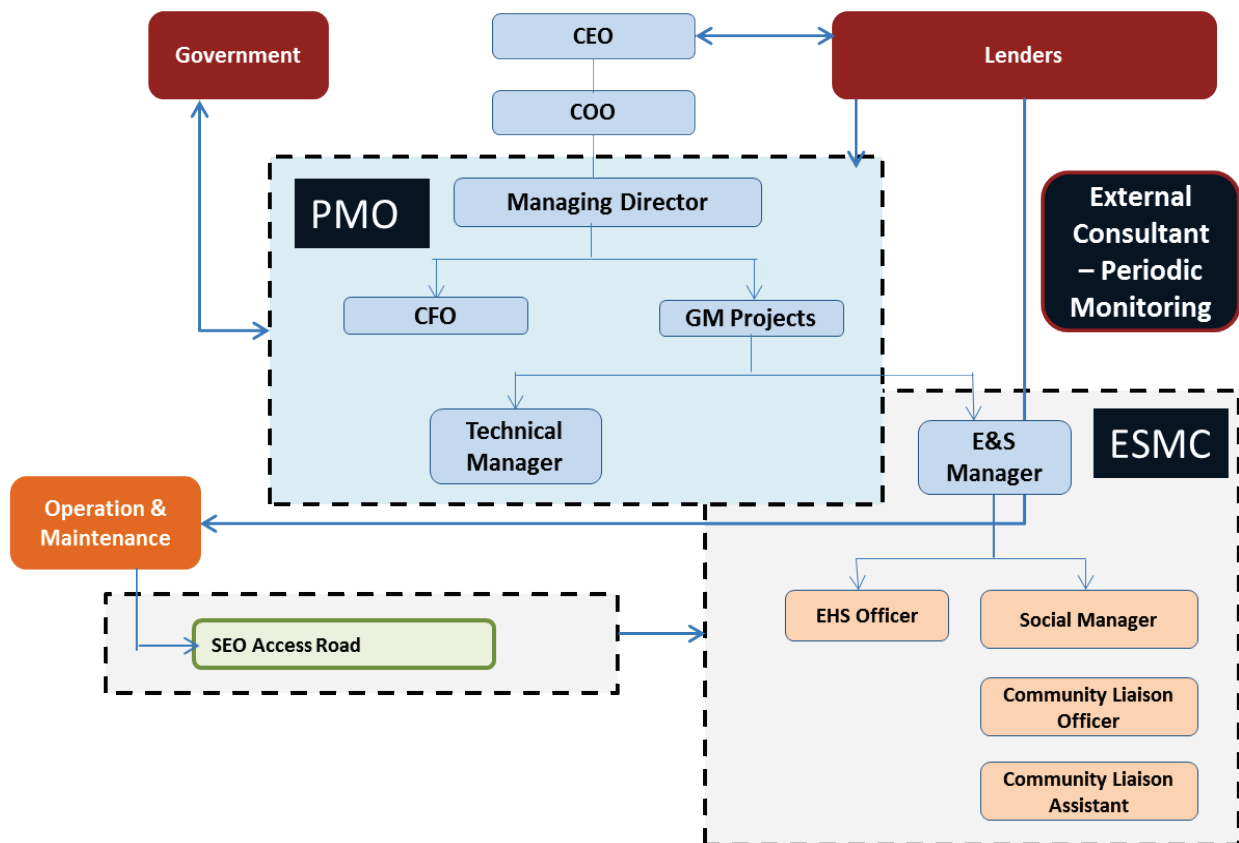 Government
CEO
Lenders
COO
PMO
Managing Director
External
Consultant
– Periodic
Monitoring
CFO
GM Projects
Technical
Manager
E&S
Manager
ESMC
Operation &
Maintenance
EHS Officer
Social Manager
SEO Access Road
Community Liaison
Officer
Community Liaison
Assistant